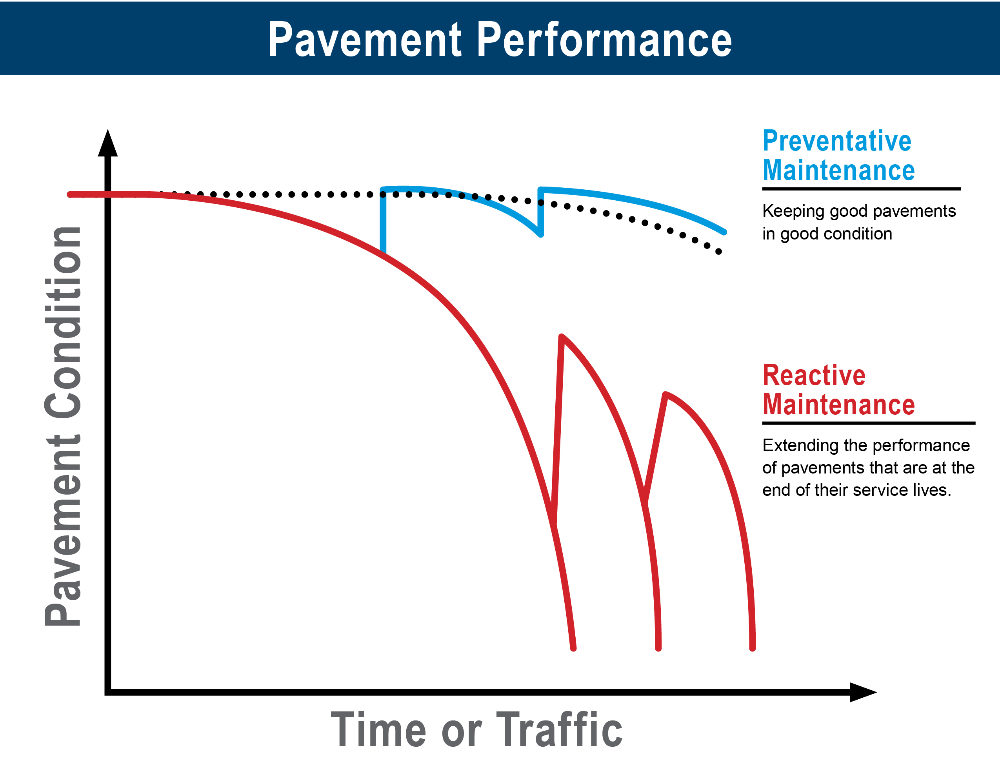 Pavement Performance
Preventative
Maintenance
Keeping good pavements
in good condition
Pavement Condition
Reactive
Maintenance
Extending the performance
of pavements that are at the
end of their service lives.
Time or Traffic